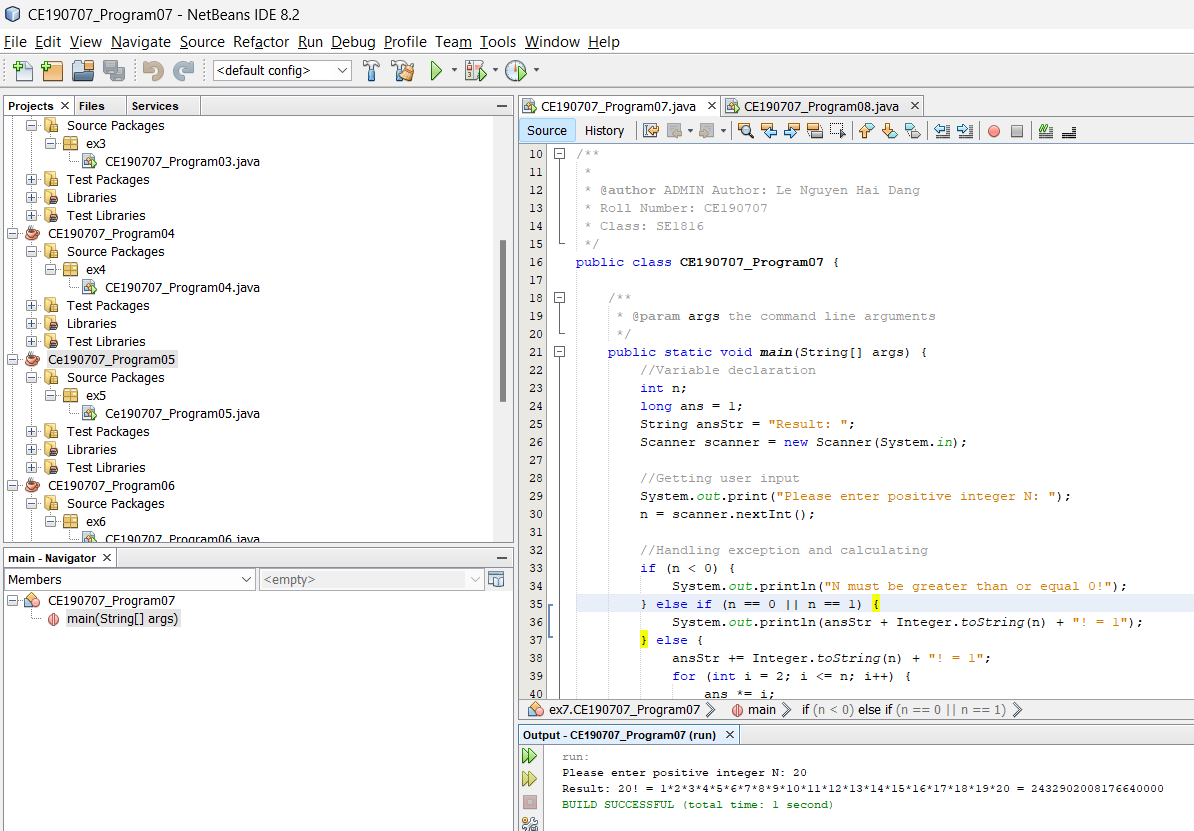 CE190707_Program07 - NetBeans IDE 8.2
File Edit View Navigate Source Refactor Run Debug Profile Team Tools Window Help
<default config>
Projects Files Services
Source Packages
ex3
CE190707_Program03.java
Test Packages
Libraries
Test Libraries
CE190707_Program04
Source Packages
ex4
CE190707_Program04.java
Test Packages
Libraries
Test Libraries
Ce190707_Program05
Source Packages
ex5
Ce190707_Program05.java
Test Packages
Libraries
Test Libraries
CE190707_Program06
Source Packages
ex6
CE190707_Program06.java
main - Navigator
Members <empty>
CE190707_Program07
main(String[] args)
CE190707_Program07.java CE190707_Program08.java
Source History
10 /**
11 *
12 * @author ADMIN Author: Le Nguyen Hai Dang
13 * Roll Number: CE190707
14 * Class: SE1816
15 */
16 public class CE190707_Program07 {
17
18 /**
19 * @param args the command line arguments
20 */
21 public static void main(String[] args) {
22 //Variable declaration
23 int n;
24 long ans = 1;
25 String ansStr = "Result: ";
26 Scanner scanner = new Scanner(System.in);
27
28 //Getting user input
29 System.out.print("Please enter positive integer N: ");
30 n = scanner.nextInt();
31
32 //Handling exception and calculating
33 if (n < 0) {
34 System.out.println("N must be greater than or equal 0!");
35 } else if (n == 0 || n == 1) {
36 System.out.println(ansStr + Integer.toString(n) + "! = 1");
37 } else {
38 ansStr += Integer.toString(n) + "! = 1";
39 for (int i = 2; i <= n; i++) {
40 ans *= i;
ex7.CE190707_Program07 main if (n < 0) else if (n == 0 || n == 1)
Output - CE190707_Program07 (run)
run:
Please enter positive integer N: 20
Result: 20! = 1*2*3*4*5*6*7*8*9*10*11*12*13*14*15*16*17*18*19*20 = 2432902008176640000
BUILD SUCCESSFUL (total time: 1 second)